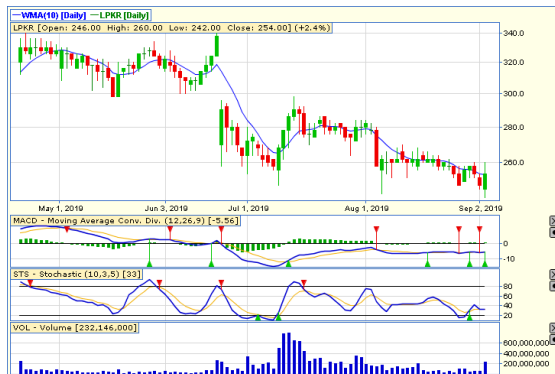 WMA(10) [Daily] LPKR [Daily]
LPKR [Open: 246.00 High: 260.00 Low: 242.00 Close: 254.00] (+2.4%)
340.0
320.0
300.0
280.0
260.0
May 1, 2019 Jun 3, 2019 Jul 1, 2019 Aug 1, 2019 Sep 2, 2019
MACD - Moving Average Conv. Div. (12,26,9) [-5.56]
0
-10
STS - Stochastic (10,3,5) [33]
80
60
40
20
VOL - Volume [232,146,000]
600,000,000
400,000,000
200,000,000